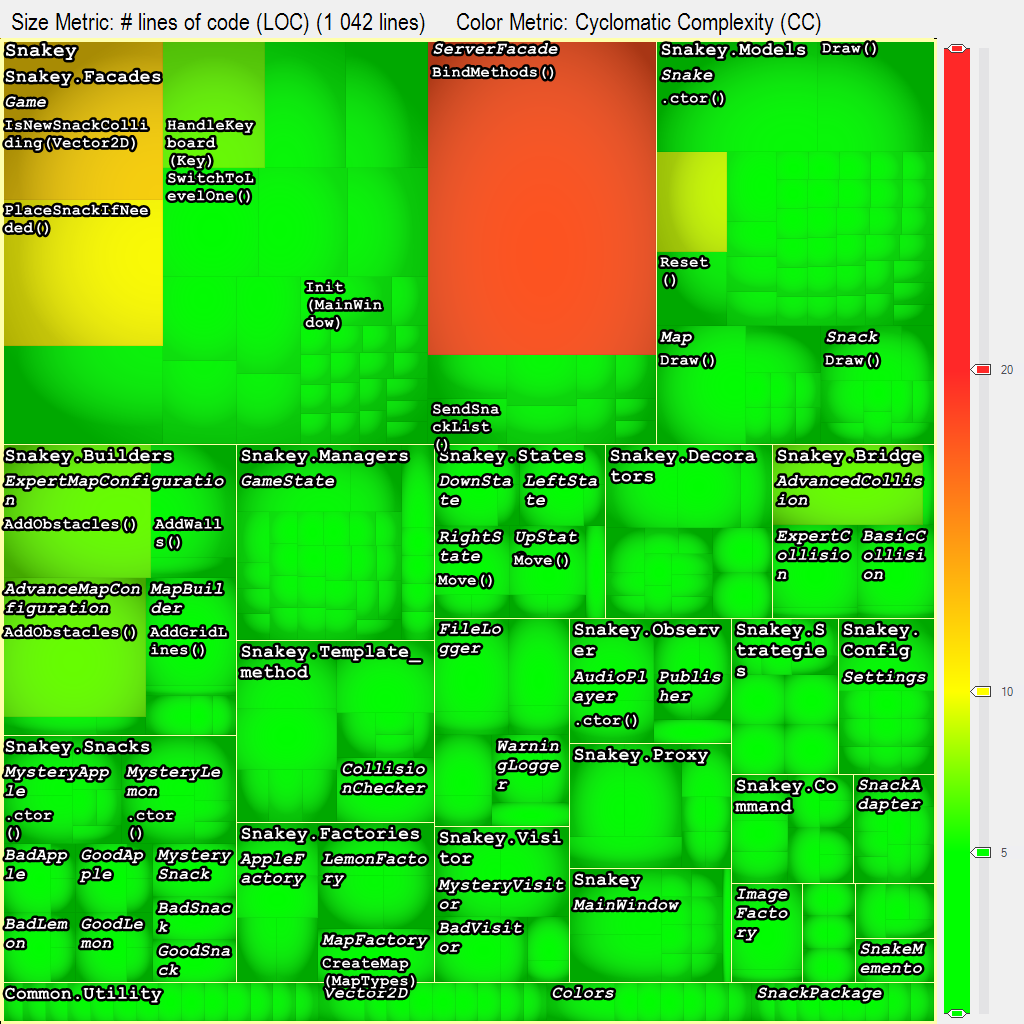 Size Metric: # lines of code (LOC) (1 042 lines)
Color Metric: Cyclomatic Complexity (CC)
Snakey
Snakey.Facades
Game
IsNewSnackColli
ding(Vector2D)
PlaceSnackIfNee
ded()
HandleKey
board
(Key)
SwitchToL
evelOne()
Init
(MainWin
dow)
ServerFacade
BindMethods()
SendSna
ckList
()
Snakey.Models
Draw()
Snake
.ctor()
Reset
()
Map
Draw()
Snack
Draw()
20
10
5
Snakey.Builders
ExpertMapConfiguratio
n
AddObstacles()
AddWall
s()
AdvanceMapCon
figuration
AddObstacles()
MapBuil
der
AddGridL
ines()
Snakey.Managers
GameState
Snakey.States
DownSta
te
LeftSta
te
RightS
tate
Move()
UpStat
Move()
Snakey.Decora
tors
Snakey.Bridge
AdvancedCollis
ion
ExpertC
ollisio
n
BasicC
ollisi
on
Snakey.Template_
method
Collisio
nChecker
FileLo
gger
Warnin
gLogge
r
Snakey.Observ
er
AudioPl
ayer
.ctor()
Publis
her
Snakey.S
trategie
s
Snakey.
Config
Settings
Snakey.Snacks
MysteryApp
le
.ctor
()
MysteryLe
mon
.ctor
()
BadApp
le
GoodAp
ple
Mystery
Snack
BadLem
on
GoodLe
mon
BadSnac
k
GoodSna
ck
Snakey.Factories
AppleF
actory
LemonFacto
ry
MapFactory
CreateMap
(MapTypes)
Snakey.Visi
tor
MysteryVisit
or
BadVisit
or
Snakey.Proxy
Snakey
MainWindow
Snakey.Co
mmand
SnackA
dapter
Image
Facto
ry
SnakeM
emento
Common.Utility
Vector2D
Colors
SnackPackage